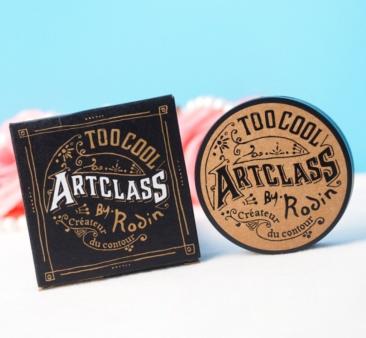 TOO COOL
ARTCLASS
By Rodin
Créateur
du contour
TOO COOL
ARTCLASS
By Rodin
Créateur
du contour